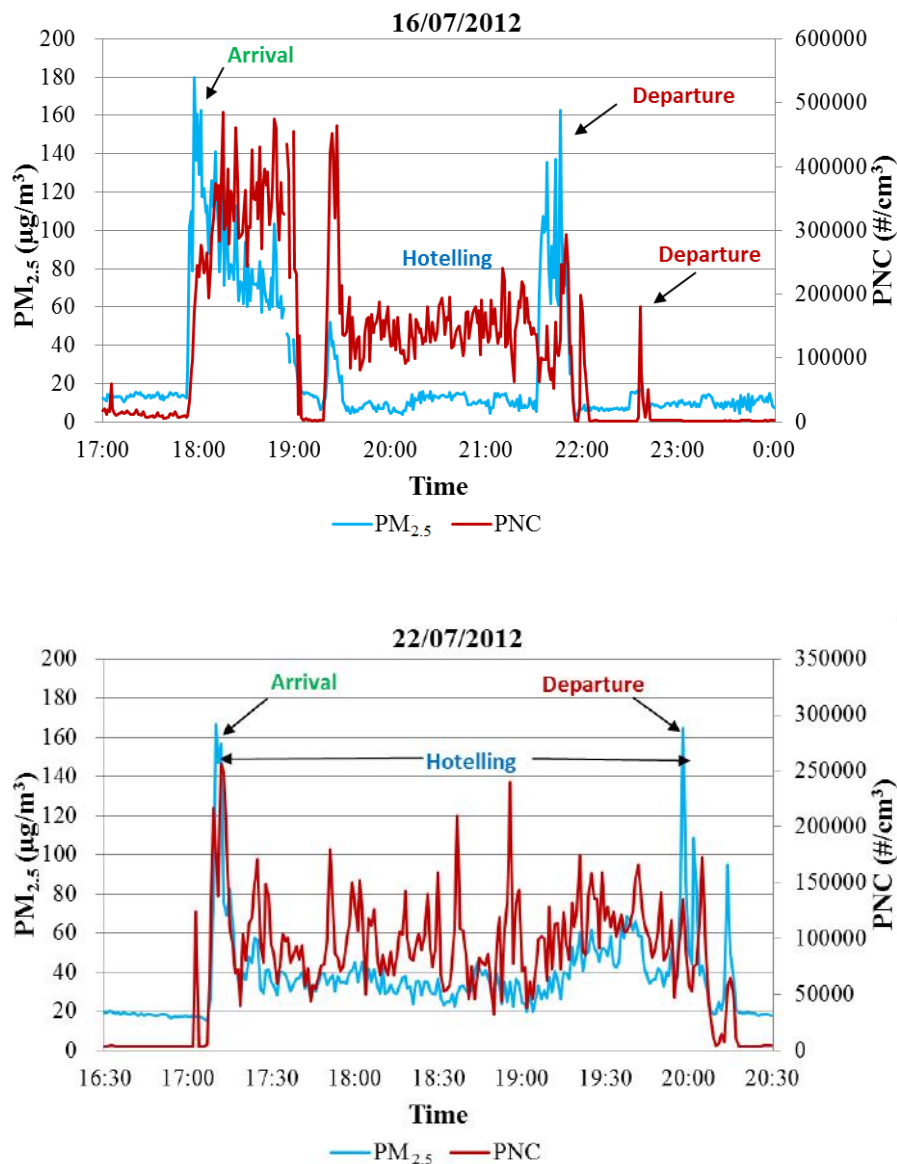 16/07/2012
200
180
160
140
120
100
80
60
40
20
0
PM2.5 (µg/m³)
600000
500000
400000
300000
200000
100000
0
PNC (#/cm³)
Arrival
Departure
Hotelling
Departure
17:00 18:00 19:00 20:00 21:00 22:00 23:00 0:00
Time
PM2.5 PNC
22/07/2012
200
180
160
140
120
100
80
60
40
20
0
PM2.5 (µg/m³)
350000
300000
250000
200000
150000
100000
50000
0
PNC (#/cm³)
Arrival
Departure
Hotelling
16:30 17:00 17:30 18:00 18:30 19:00 19:30 20:00 20:30
Time
PM2.5 PNC